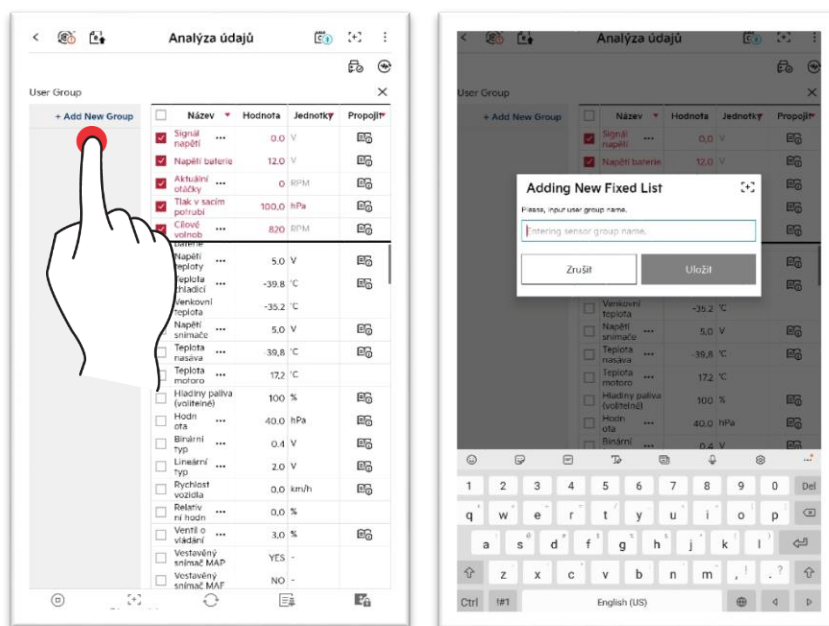 Analýza údajů
User Group
+ Add New Group
Název Hodnota Jednotky Propojit
Signál napětí ... 0.0 V
Napětí baterie 12.0 V
Aktuální otáčky ... 0 RPM
Tlak v sacím potrubí 100,0 hPa
Cílové volnob ... 820 RPM
baterie
Napětí teploty ... 5.0 V
Teplota chladicí ... -39.8 °C
Venkovní teplota -35.2 °C
Napětí snímače ... 5,0 V
Teplota nasáva ... -39,8 °C
Teplota motoro ... 17,2 °C
Hladiny paliva (volitelné) 100 %
Hodn ota ... 40.0 hPa
Binární typ ... 0.4 V
Lineární typ ... 2.0 V
Rychlost vozidla 0,0 km/h
Relativ ní hodn ... 0,0 %
Ventil o vládání ... 3,0 %
Vestavěný snímač MAP YES -
Vestavěný snímač MAF NO -
Analýza údajů
User Group
+ Add New Group
Název Hodnota Jednotky Propojit
Signál napětí ... 0,0 V
Napětí baterie 12.0 V
Adding New Fixed List
Please, input user group name.
Entering sensor group name.
Zrušit Uložit
Venkovní teplota -35.2 °C
Napětí snímače ... 5,0 V
Teplota nasáva ... -39,8 °C
Teplota motoro ... 17.2 °C
Hladiny paliva (volitelné) 100 %
Hodn ota ... 40,0 hPa
Binární ... 0.4 V
1 2 3 4 5 6 7 8 9 0 Del
q w e r t y u i o p
a s d f g h j k l
z x c v b n m , ! . ?
Ctrl !#1 English (US)